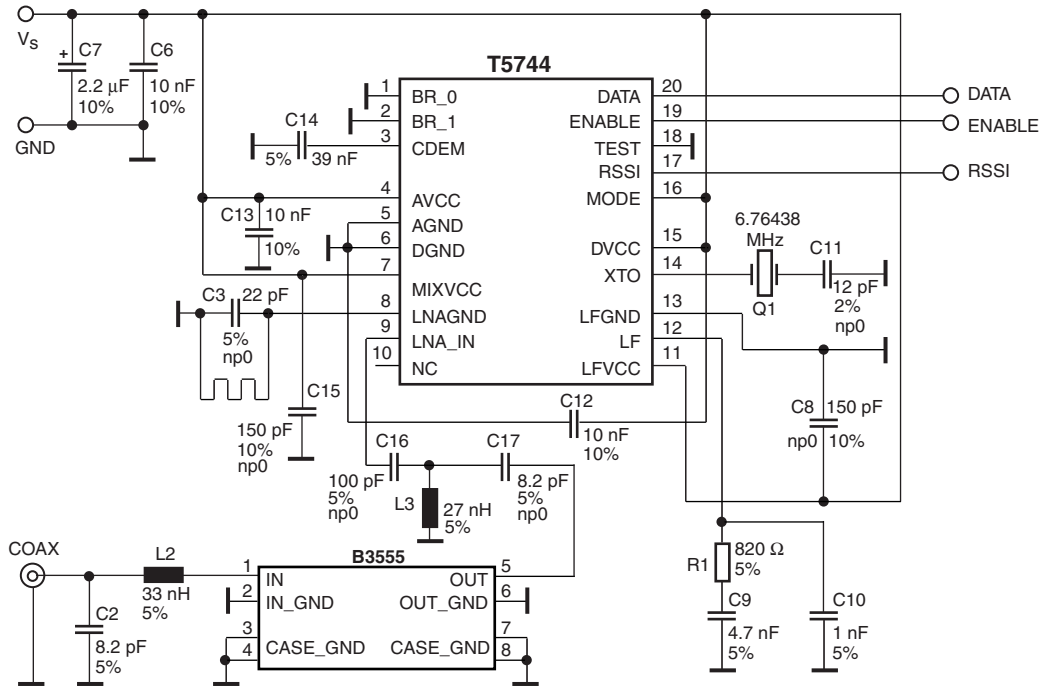 VS
C7
+
2.2 µF
10%
C6
10 nF
10%
GND
T5744
1
BR_0
2
BR_1
3
CDEM
4
AVCC
5
AGND
6
DGND
7
MIXVCC
8
LNAGND
9
LNA_IN
10
NC
20
DATA
19
ENABLE
18
TEST
17
RSSI
16
MODE
15
DVCC
14
XTO
13
LFGND
12
LF
11
LFVCC
DATA
ENABLE
RSSI
C14
5%
39 nF
C13
10 nF
10%
C3
22 pF
5%
np0
C15
150 pF
10%
np0
6.76438
MHz
Q1
C11
12 pF
2%
np0
C8
150 pF
np0
10%
C12
10 nF
10%
C16
100 pF
5%
np0
C17
8.2 pF
5%
np0
L3
27 nH
5%
R1
820 Ω
5%
C9
4.7 nF
5%
C10
1 nF
5%
COAX
L2
33 nH
5%
C2
8.2 pF
5%
B3555
1
IN
2
IN_GND
3
4
CASE_GND
5
OUT
6
OUT_GND
7
8
CASE_GND